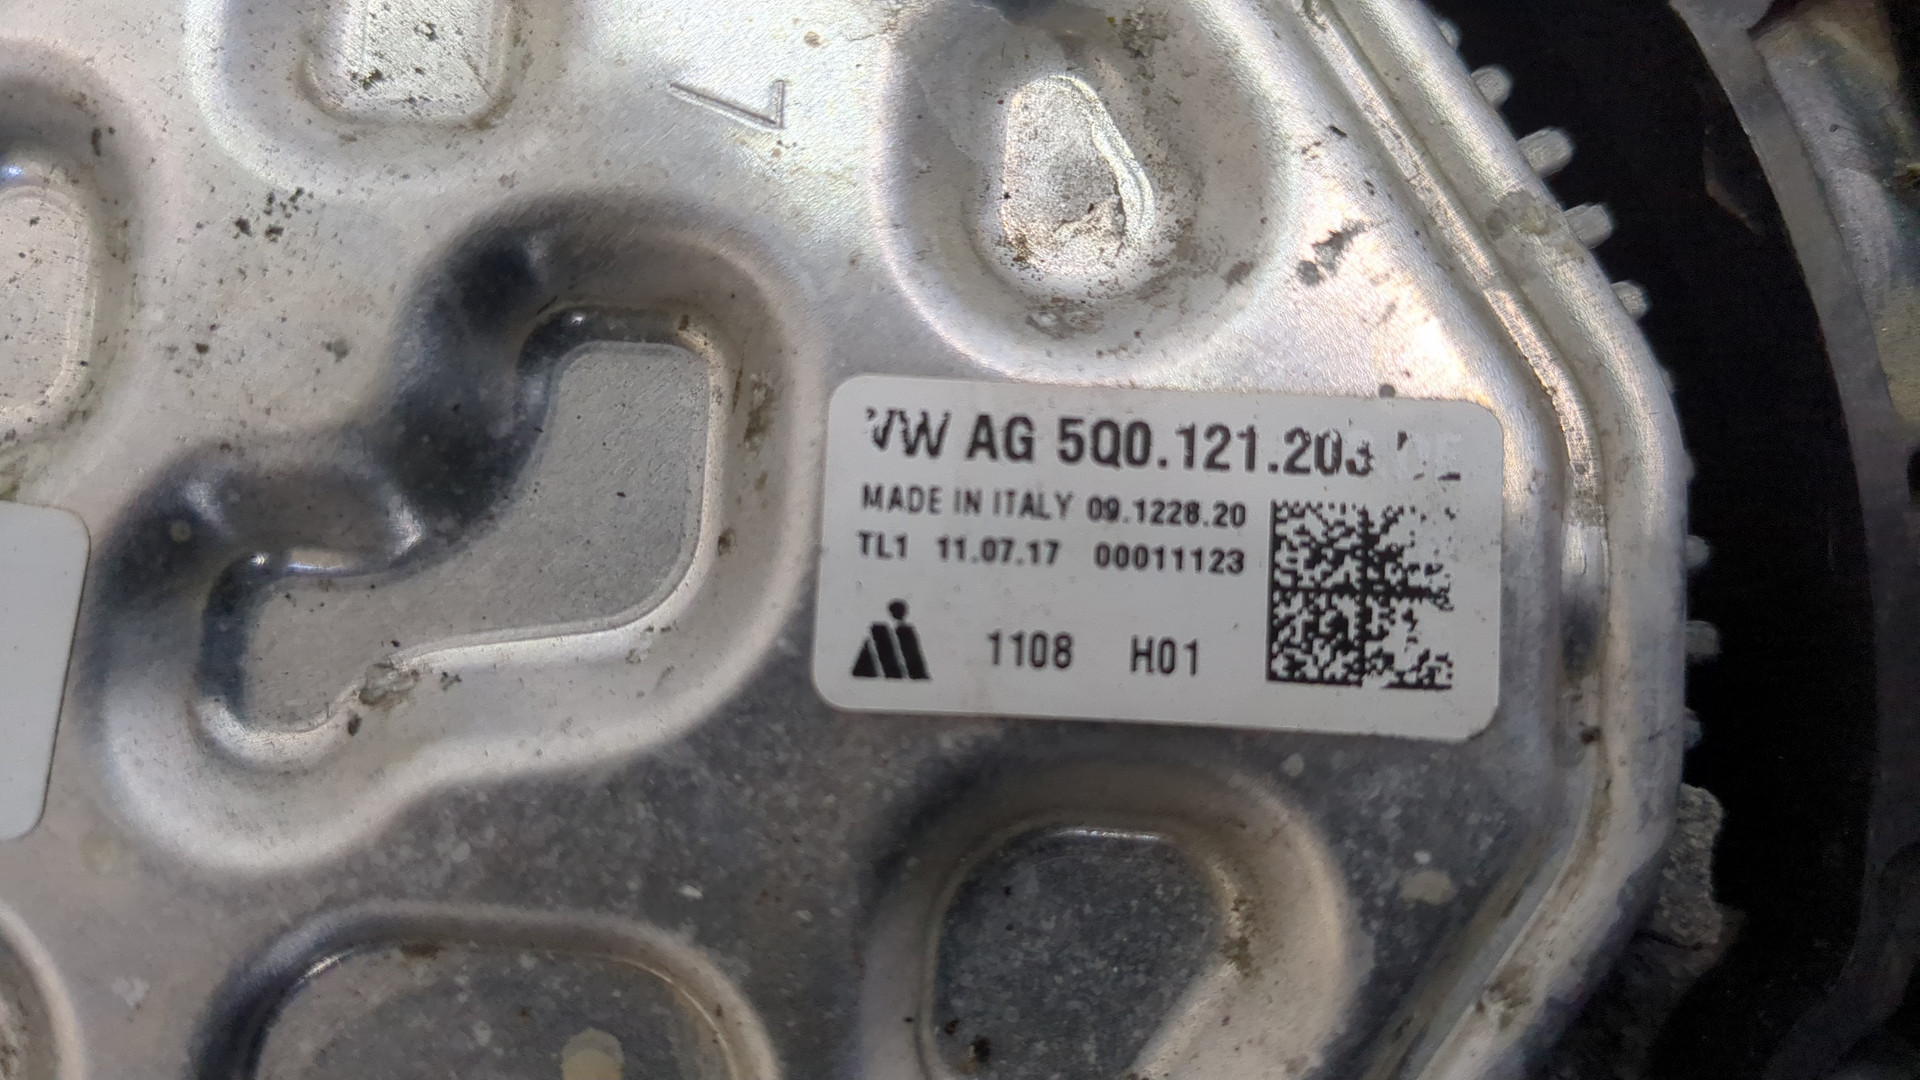 VW AG 5Q0.121.203
MADE IN ITALY 09.1228.20
TL1 11.07.17 00011123
1108 H01